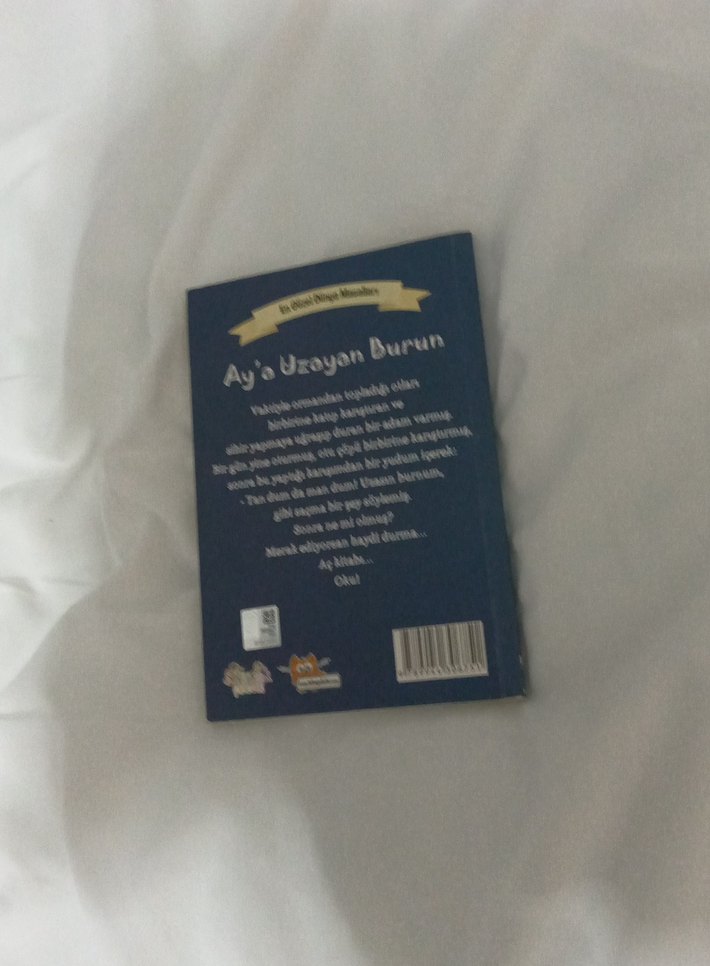 En Güzel Dünya Masalları
Ay'a Uzayan Burun
Vaktiyle ormandan topladığı otları
birbirine katıp karıştıran ve
sihir yapmaya uğraşıp duran bir adam varmış.
Bir gün yine oturmuş, otu çöpü birbirine karıştırmış,
sonra bu yaptığı karışımdan bir yudum içerek:
- Tan dum da man dum! Uzasın burnum,
gibi saçma bir şey söylemiş.
Sonra ne mi olmuş?
Merak ediyorsan haydi durma...
Aç kitabı...
Oku!